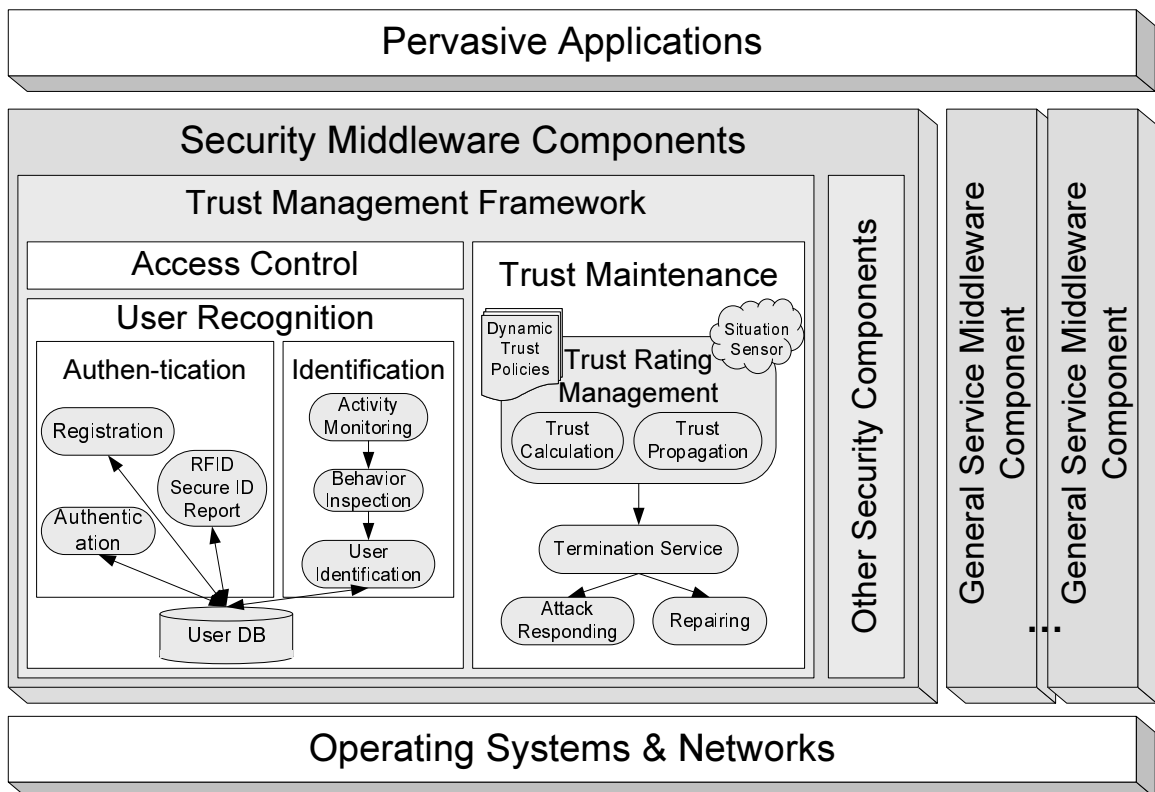 Pervasive Applications
Security Middleware Components
Trust Management Framework
Access Control
User Recognition
Authen-tication
Registration
RFID
Secure ID
Report
Authentic
ation
Identification
Activity
Monitoring
Behavior
Inspection
User
Identification
User DB
Trust Maintenance
Dynamic
Trust
Policies
Situation
Sensor
Trust Rating
Management
Trust
Calculation
Trust
Propagation
Termination Service
Attack
Responding
Repairing
Other Security Components
General Service Middleware
Component
...
General Service Middleware
Component
Operating Systems & Networks